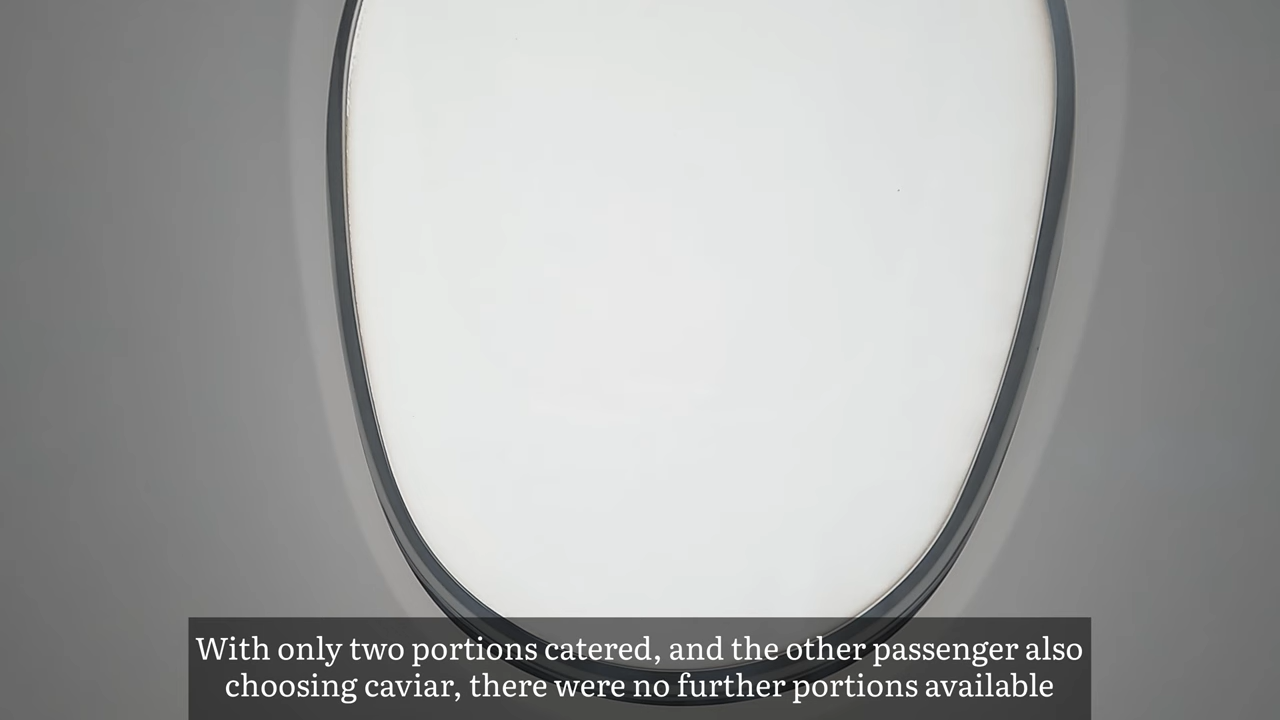 With only two portions catered, and the other passenger also
choosing caviar, there were no further portions available